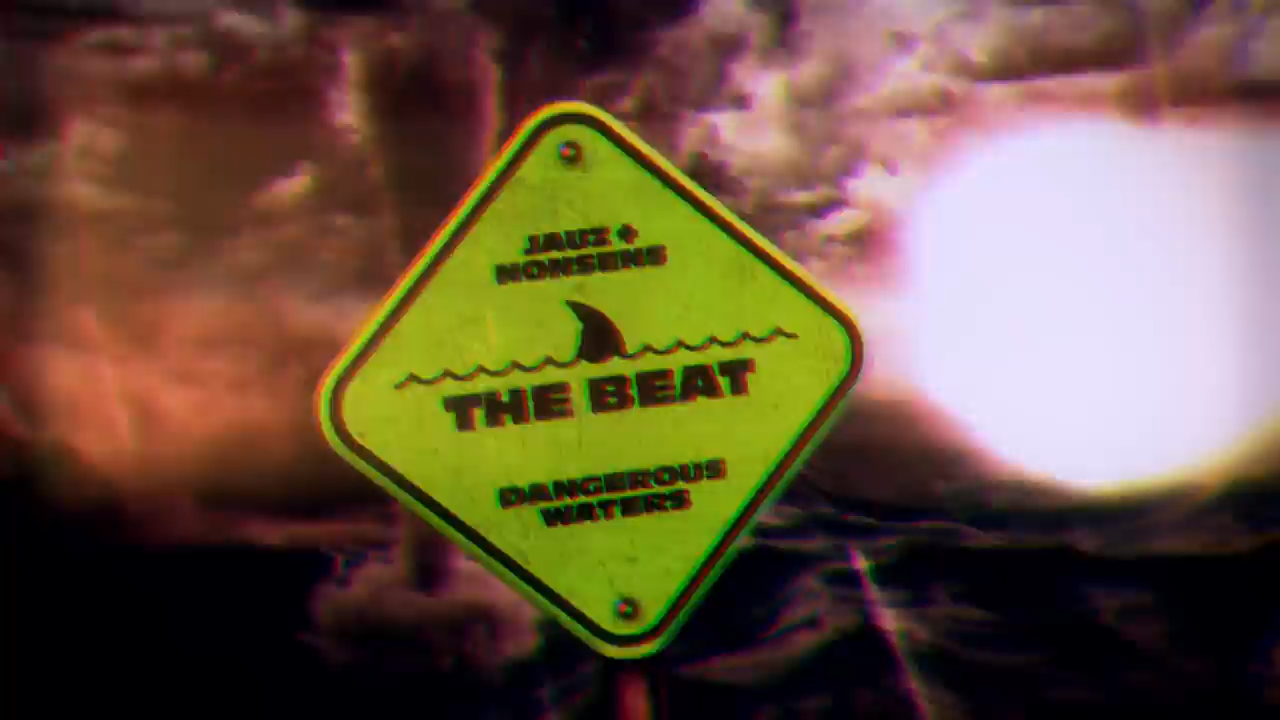 JAUZ +
NONSENS
THE BEAT
DANGEROUS
WATERS